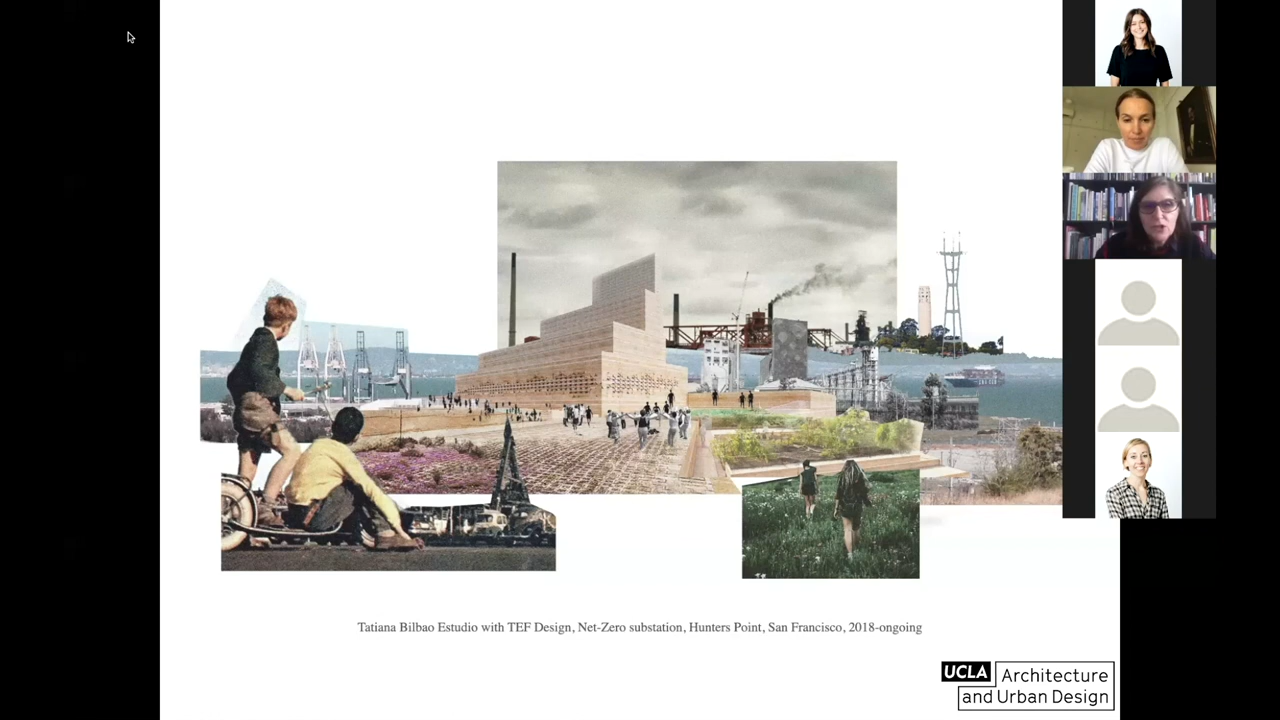 Tatiana Bilbao Estudio with TEF Design, Net-Zero substation, Hunters Point, San Francisco, 2018-ongoing
UCLA Architecture
and Urban Design